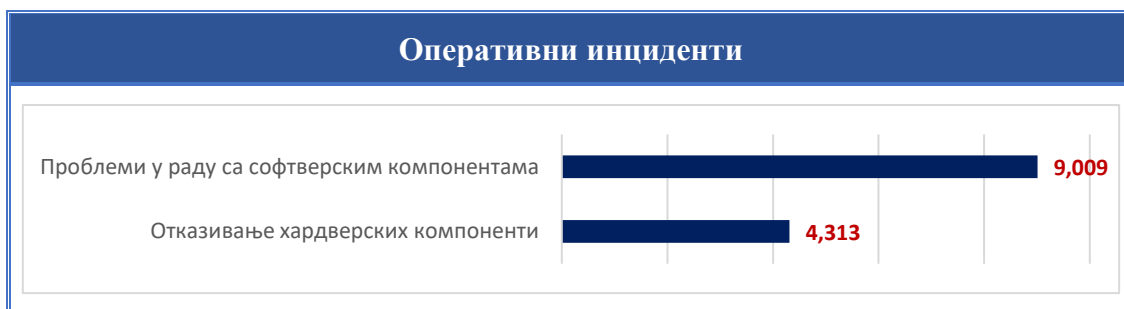 Оперативни инциденти
Проблеми у раду са софтверским компонентама 9,009
Отказивање хардверских компоненти 4,313